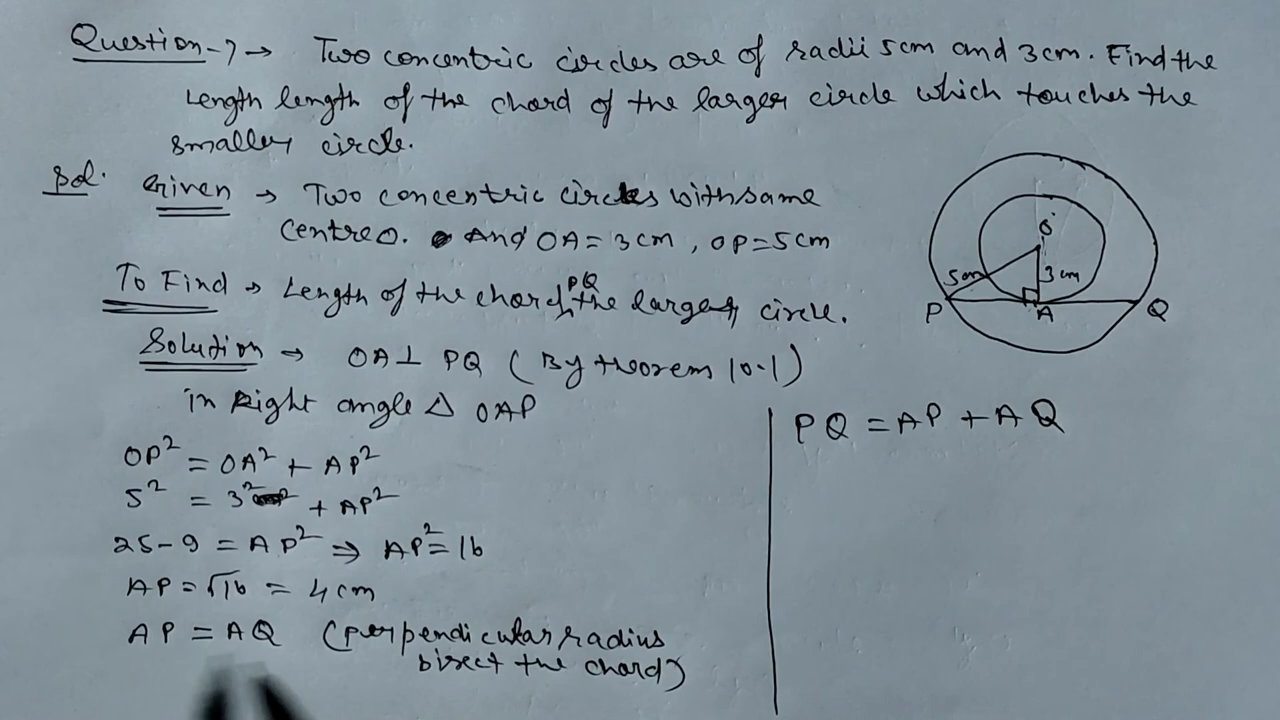 Question-7 → Two concentric circles are of radii 5cm and 3cm. Find the
Length length of the chord of the larger circle which touches the
smaller circle.
Sol. Given → Two concentric circles with same
centre O. And OA = 3cm, OP = 5cm
To Find → Length of the chord PQ the larger circle.
Solution → OA ⊥ PQ (By theorem 10.1)
in Right angle △ OAP
OP² = OA² + AP²
5² = 3² + AP²
25-9 = AP² ⇒ AP² = 16
AP = √16 = 4cm
AP = AQ (perpendicular radius
bisect the chord)
O
5cm
3cm
P
A
Q
PQ = AP + AQ